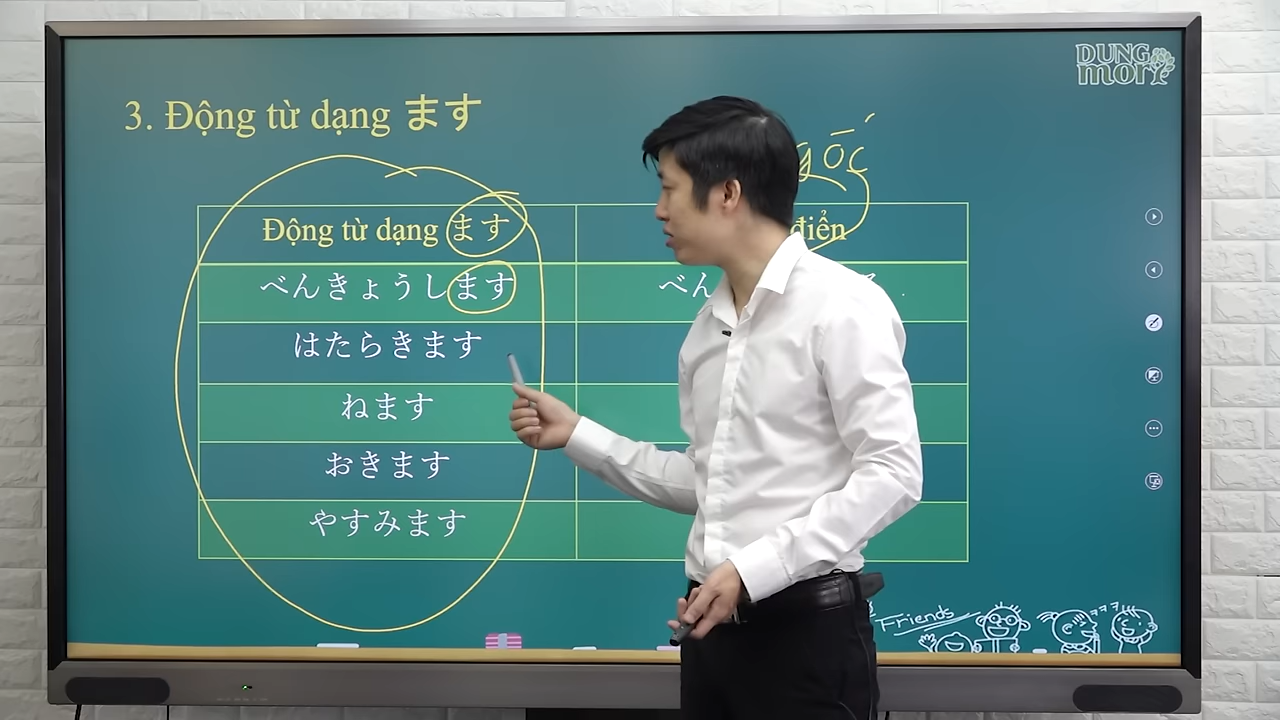 DUNG
mori
3. Động từ dạng ます
gốc
Động từ dạng ます
điển
べんきょうします
べん
はたらきます
ねます
おきます
やすみます
Friends